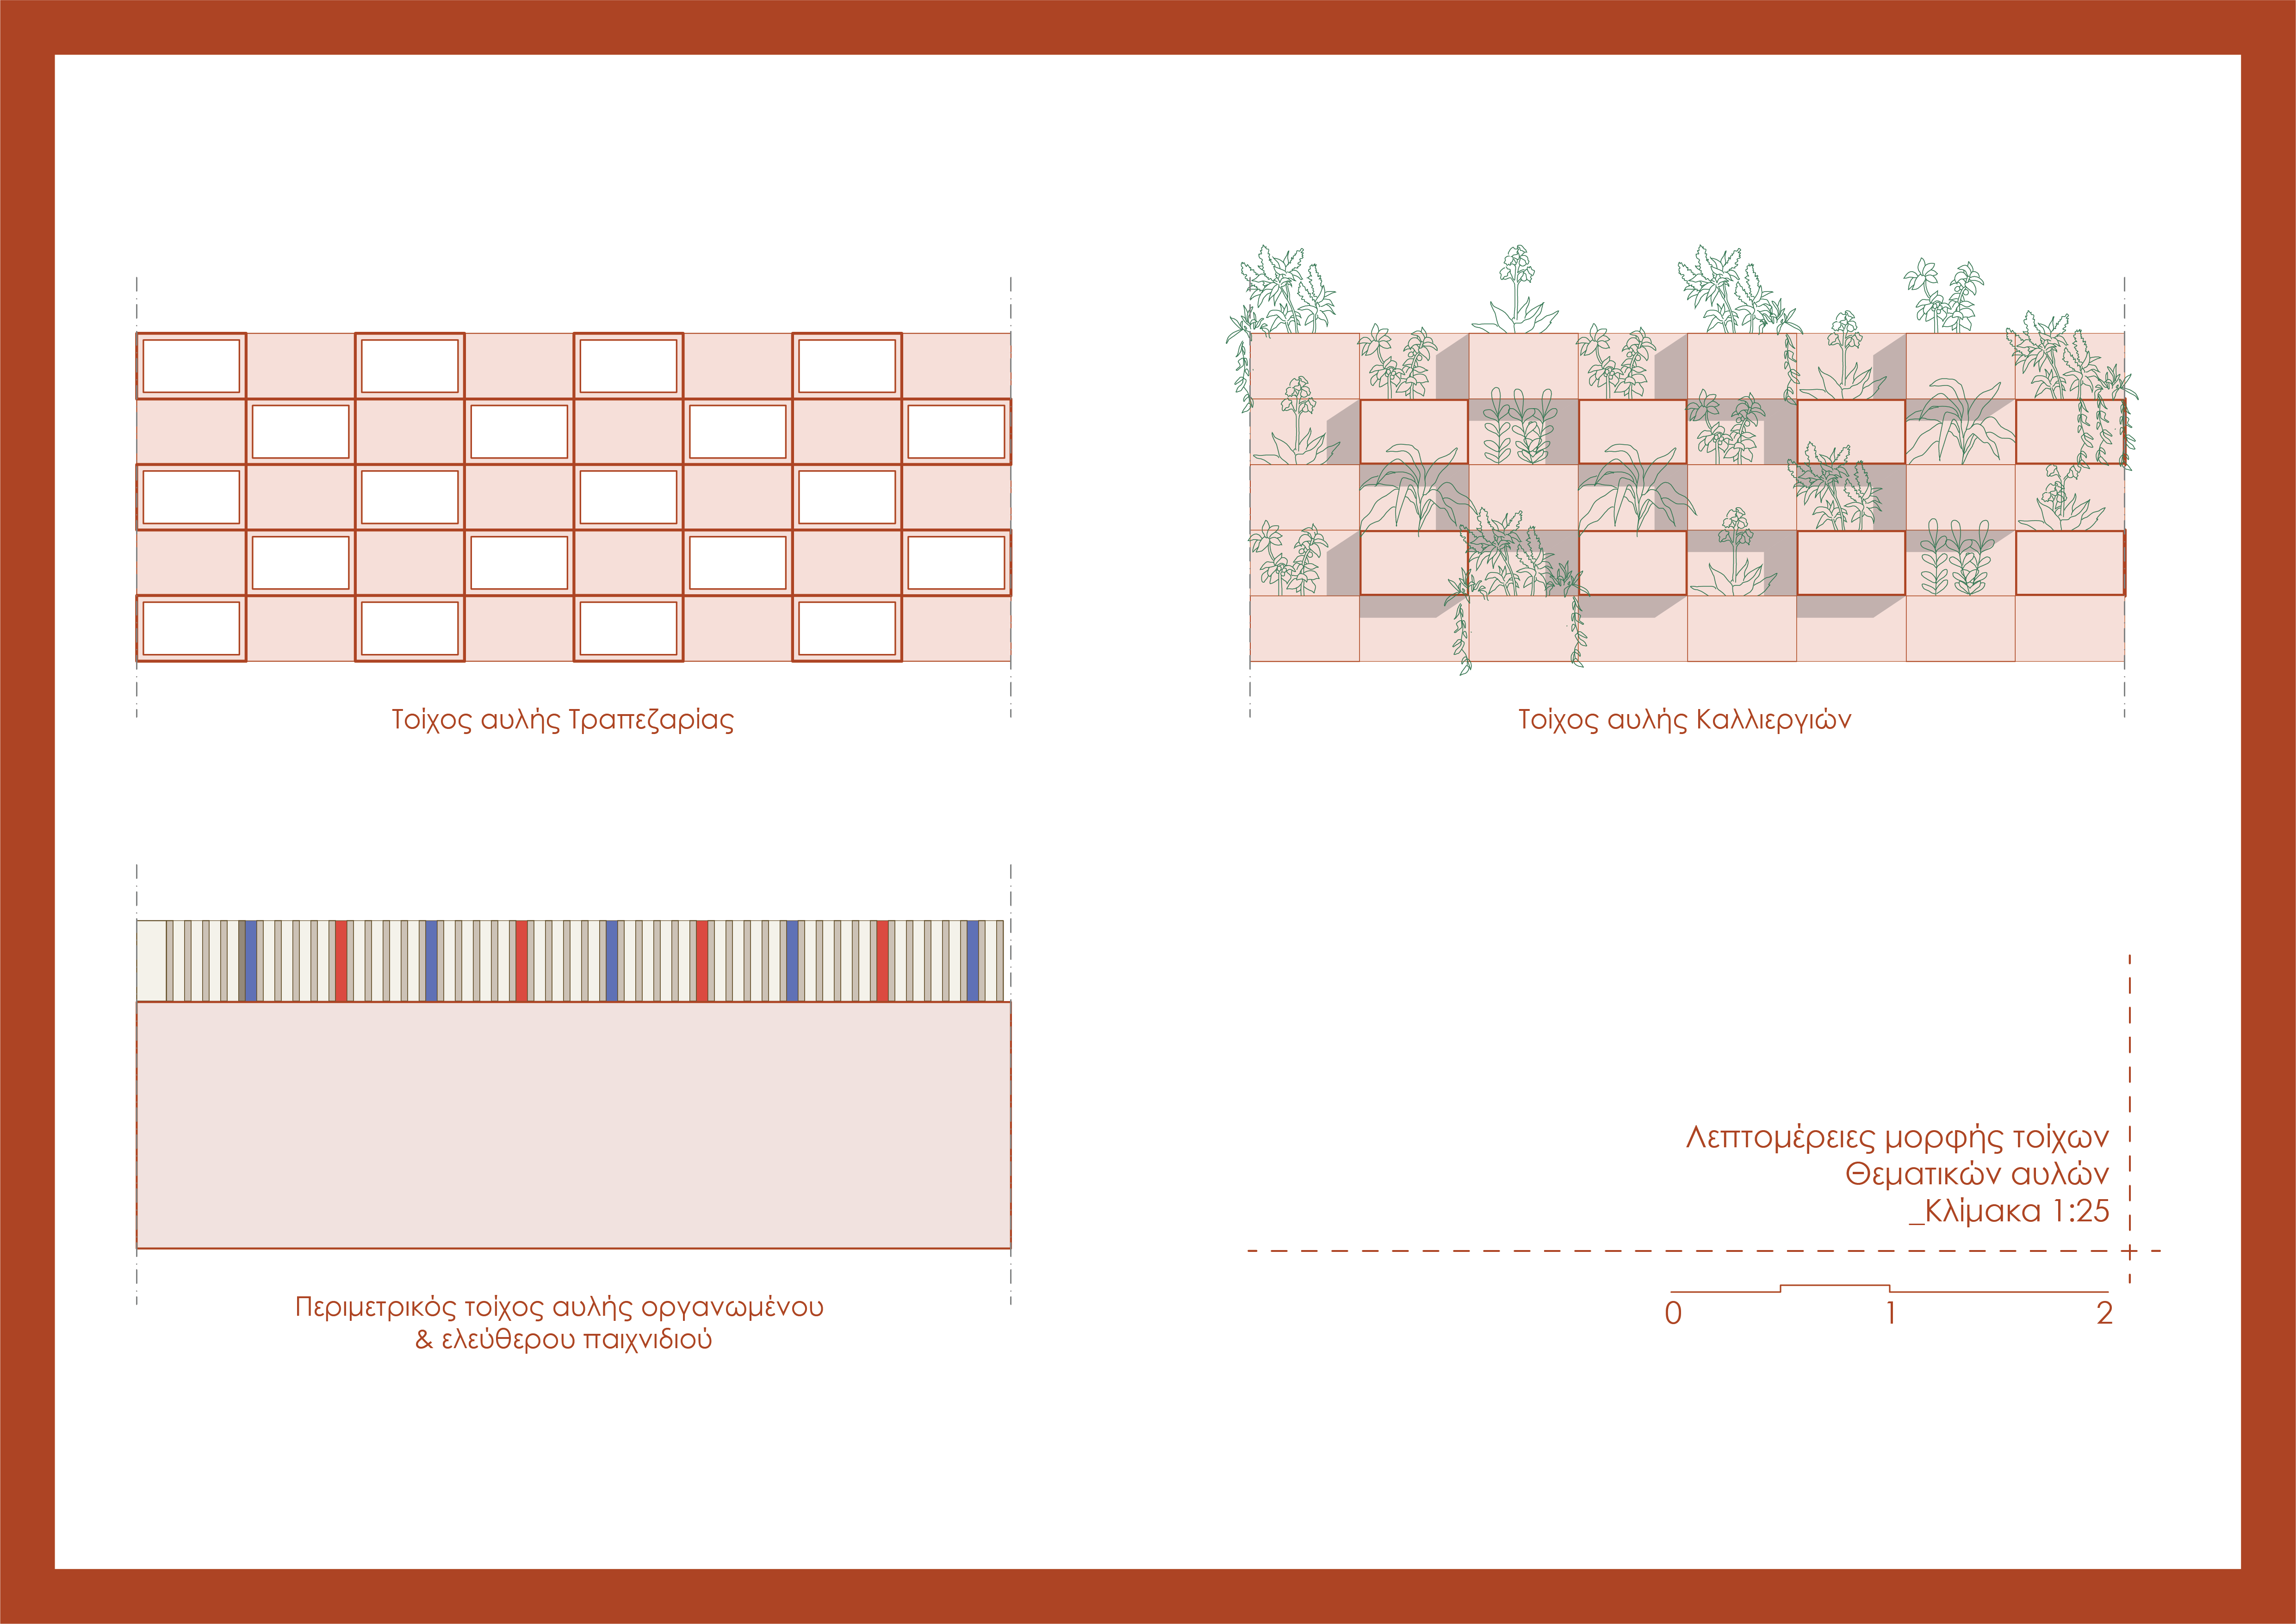 Τοίχος αυλής Τραπεζαρίας
Τοίχος αυλής Καλλιεργιών
Περιμετρικός τοίχος αυλής οργανωμένου
& ελεύθερου παιχνιδιού
Λεπτομέρειες μορφής τοίχων
Θεματικών αυλών
_Κλίμακα 1:25
0 1 2